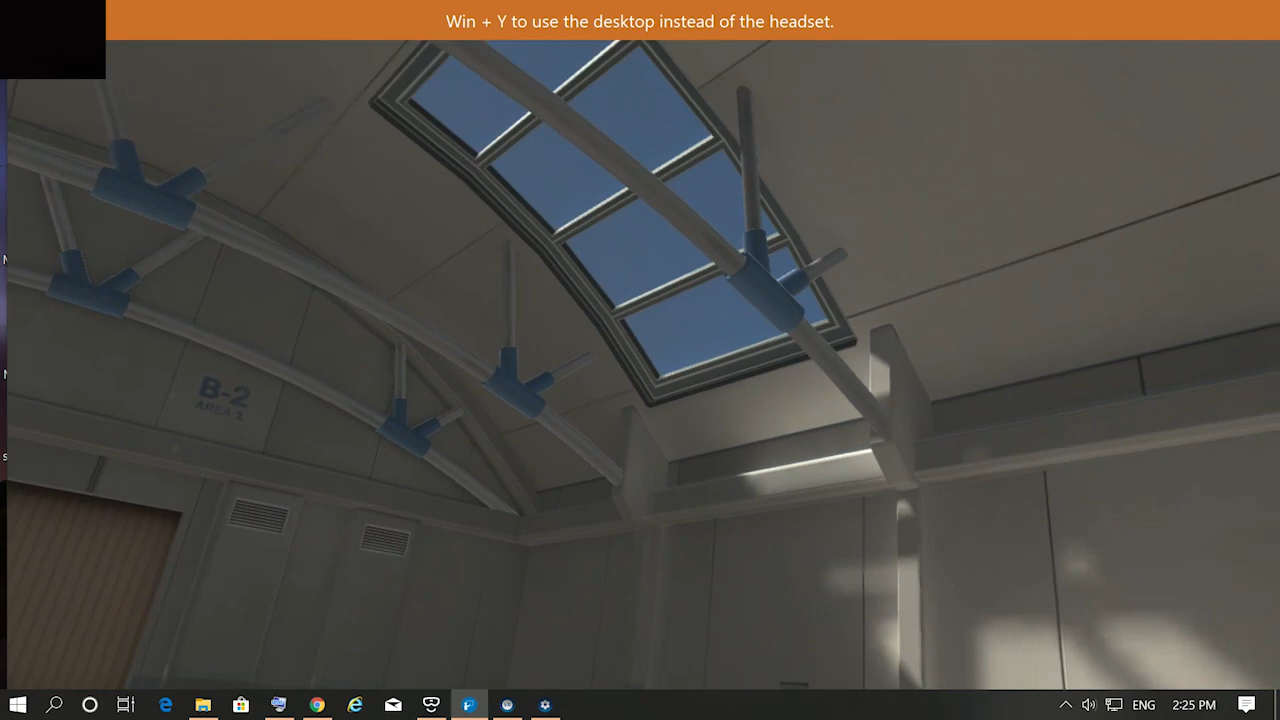 Win + Y to use the desktop instead of the headset.
B-2
AREA 2
ENG
2:25 PM